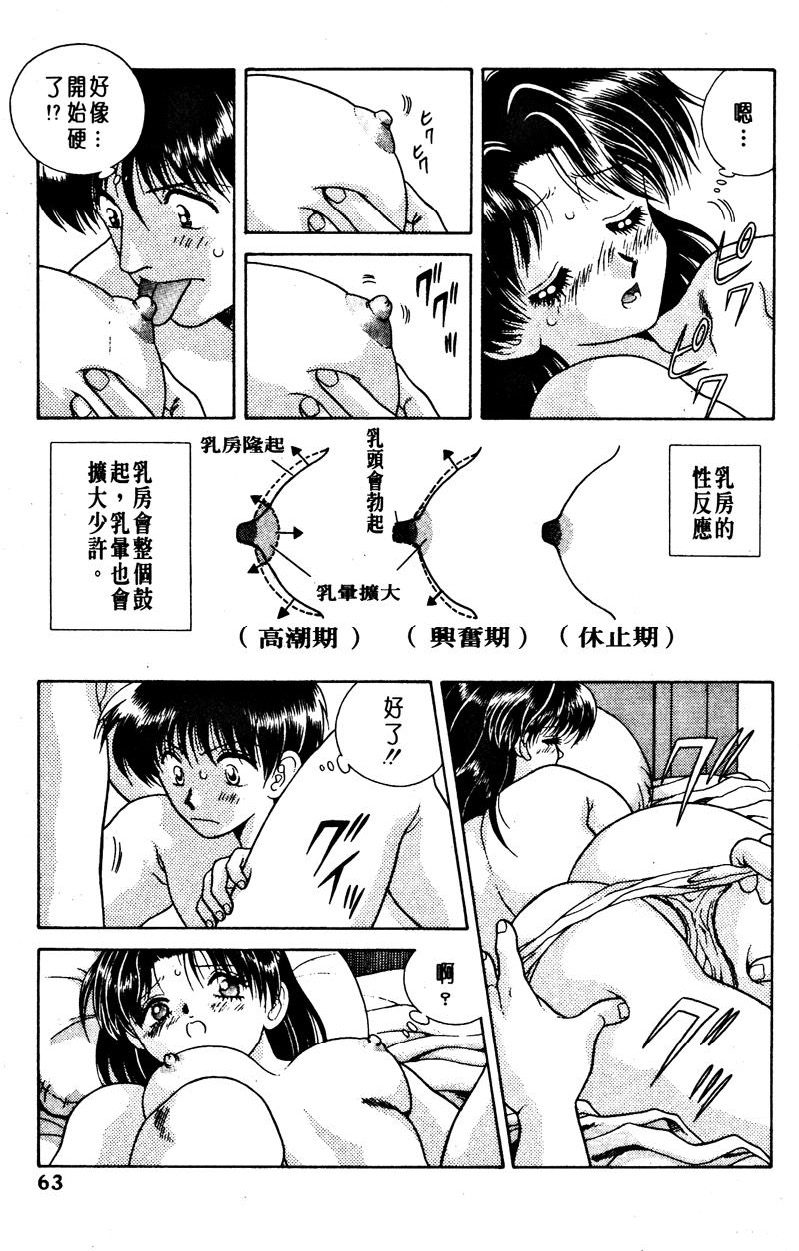 嗯…
ピク
ピク
ヒク
ヒク
グググ
好像…
開始硬
了!?
乳房的
性反應
乳頭會勃起
乳房隆起
乳暈擴大
(休止期)
(興奮期)
(高潮期)
乳房會整個鼓
起，乳暈也會
擴大少許。
グッ
グッ
好了!!
グイッ
啊?
63